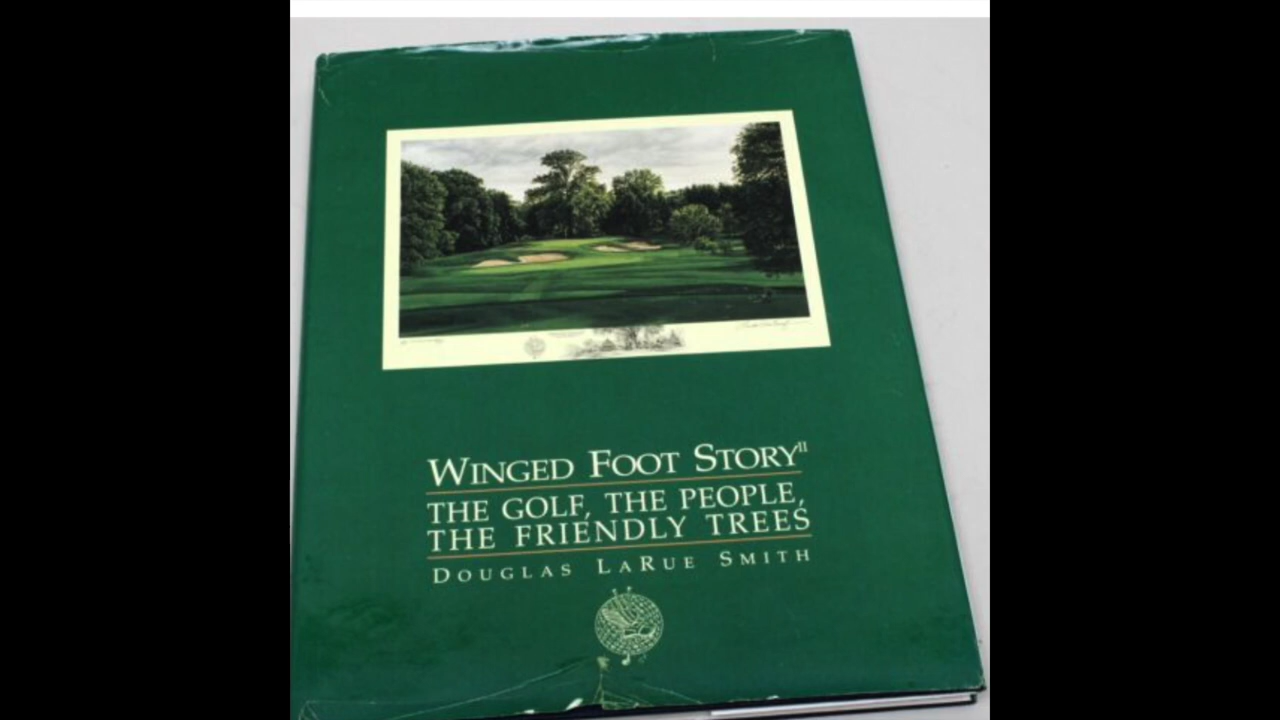 WINGED FOOT STORY II
THE GOLF, THE PEOPLE,
THE FRIENDLY TREES
DOUGLAS LARUE SMITH